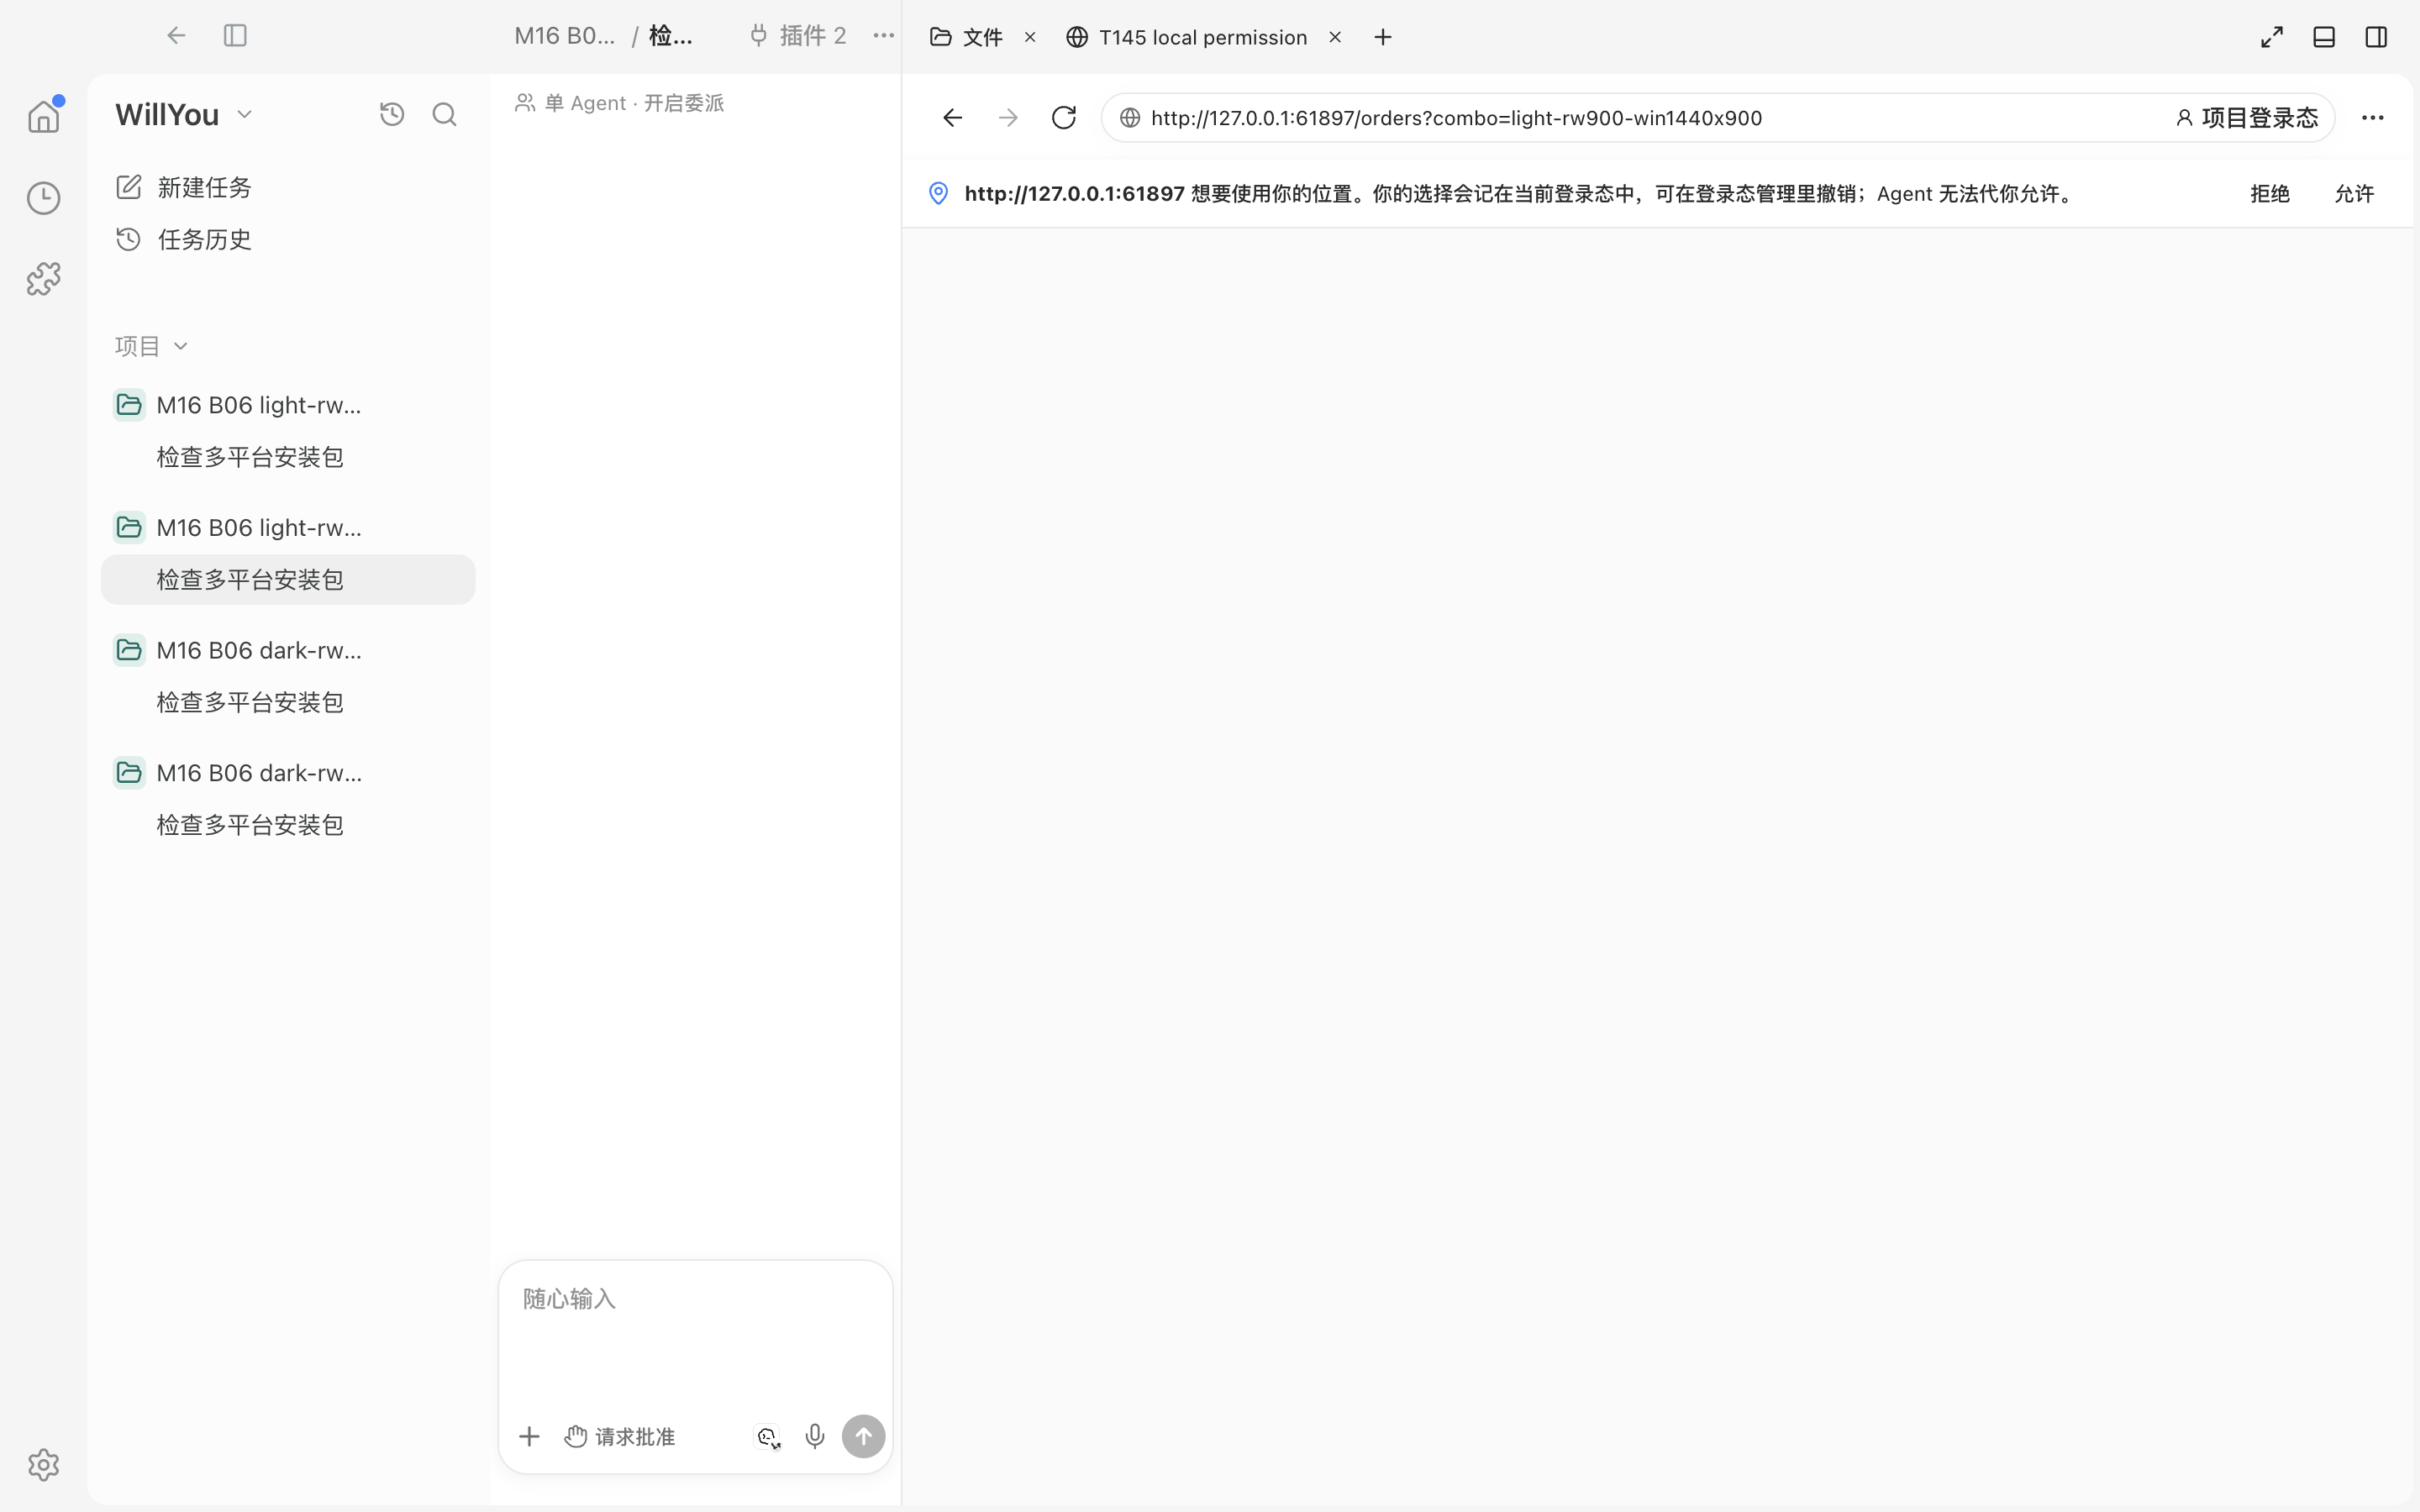 M16 B0... / 检... 插件 2
文件
T145 local permission
WillYou
单 Agent · 开启委派
http://127.0.0.1:61897/orders?combo=light-rw900-win1440x900
项目登录态
http://127.0.0.1:61897 想要使用你的位置。你的选择会记在当前登录态中，可在登录态管理里撤销；Agent 无法代你允许。
拒绝
允许
新建任务
任务历史
项目
M16 B06 light-rw...
检查多平台安装包
M16 B06 light-rw...
检查多平台安装包
M16 B06 dark-rw...
检查多平台安装包
M16 B06 dark-rw...
检查多平台安装包
随心输入
请求批准